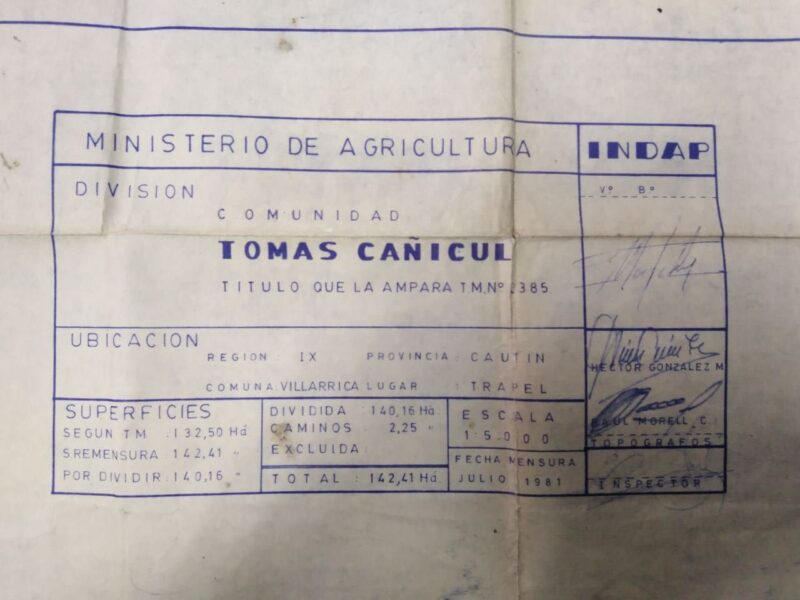 MINISTERIO DE AGRICULTURA
INDAP
Vº Bº
DIVISION
COMUNIDAD
TOMAS CAÑICUL
TITULO QUE LA AMPARA T.M. Nº 2385
UBICACION
REGION : IX PROVINCIA : CAUTIN
COMUNA: VILLARRICA LUGAR : TRAPEL
HECTOR GONZALEZ M
RAUL MORELL C.
TOPOGRAFOS
INSPECTOR
SUPERFICIES
SEGUN TM : 132,50 Há
S.REMENSURA : 142,41 "
POR DIVIDIR : 140,16 "
DIVIDIDA : 140,16 Há
CAMINOS 2,25 "
EXCLUIDA :
TOTAL : 142,41 Há
ESCALA
1:5.000
FECHA MENSURA
JULIO 1981